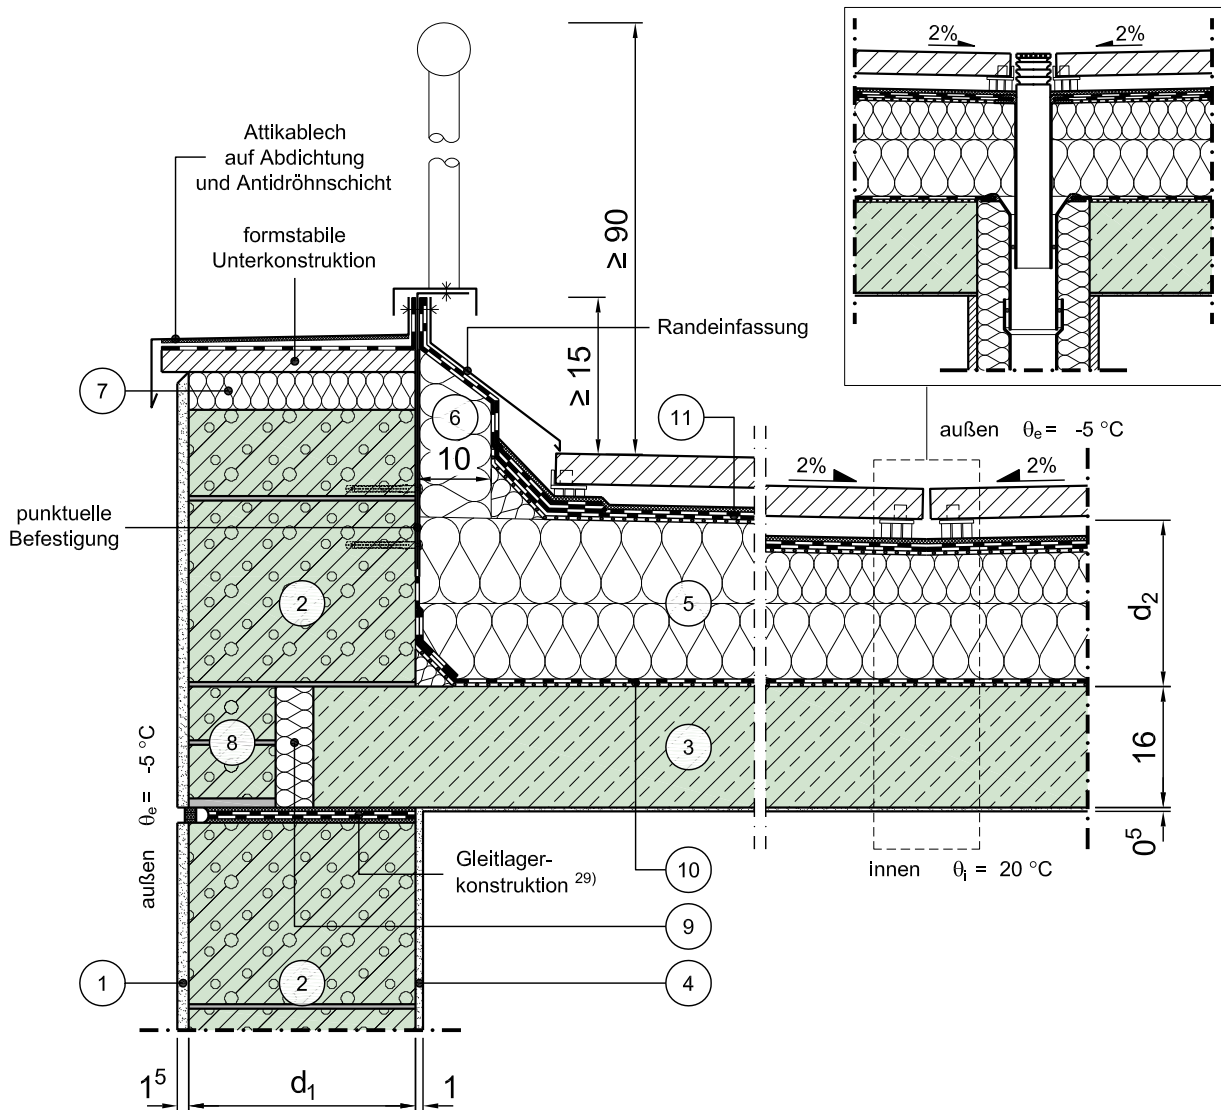 Attikablech
auf Abdichtung
und Antidröhnschicht
formstabile
Unterkonstruktion
≥ 90
≥ 15
Randeinfassung
2%
2%
7
6
10
11
außen θe = -5 °C
2%
2%
punktuelle
Befestigung
2
5
d2
8
3
16
außen θe = -5 °C
0⁵
Gleitlager-
konstruktion ²⁹⁾
10
innen θi = 20 °C
9
1
2
4
1⁵
d1
1